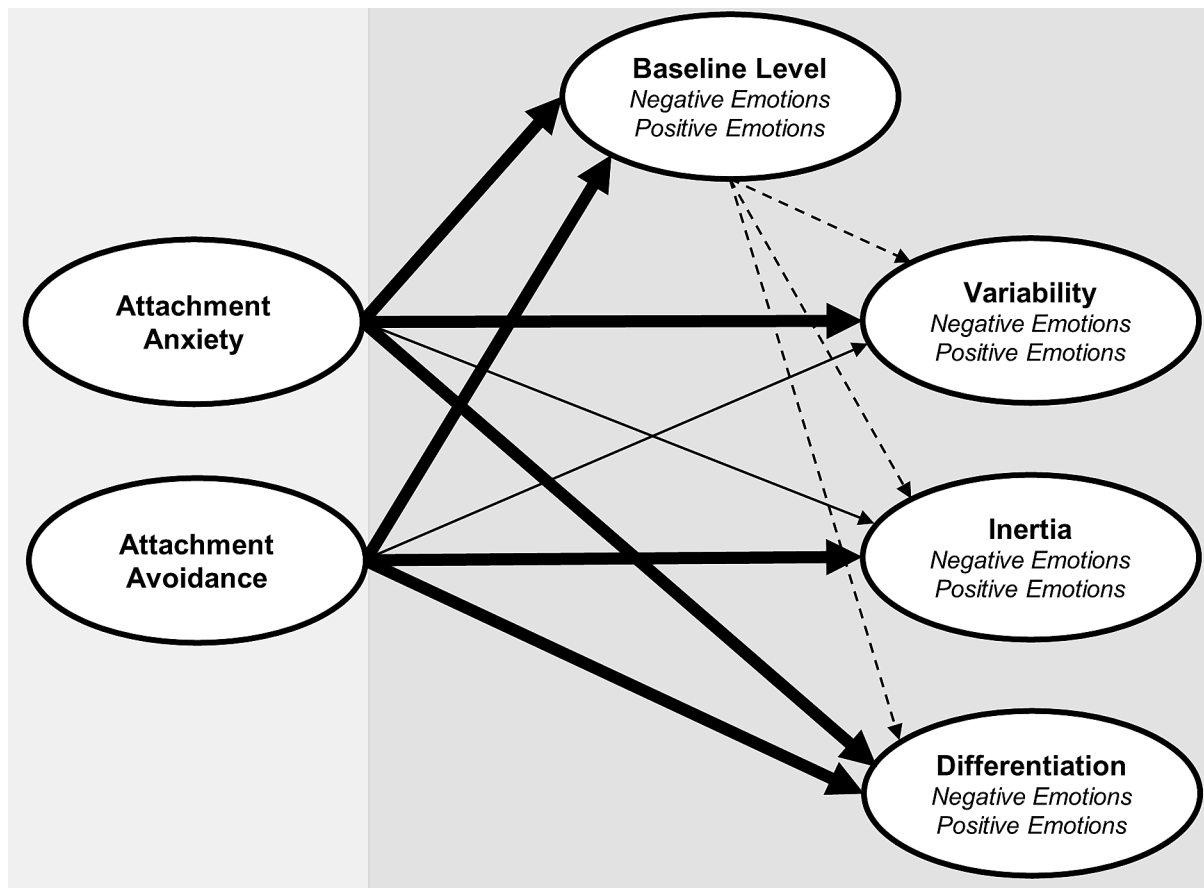 Baseline Level
Negative Emotions
Positive Emotions
Attachment
Anxiety
Variability
Negative Emotions
Positive Emotions
Attachment
Avoidance
Inertia
Negative Emotions
Positive Emotions
Differentiation
Negative Emotions
Positive Emotions